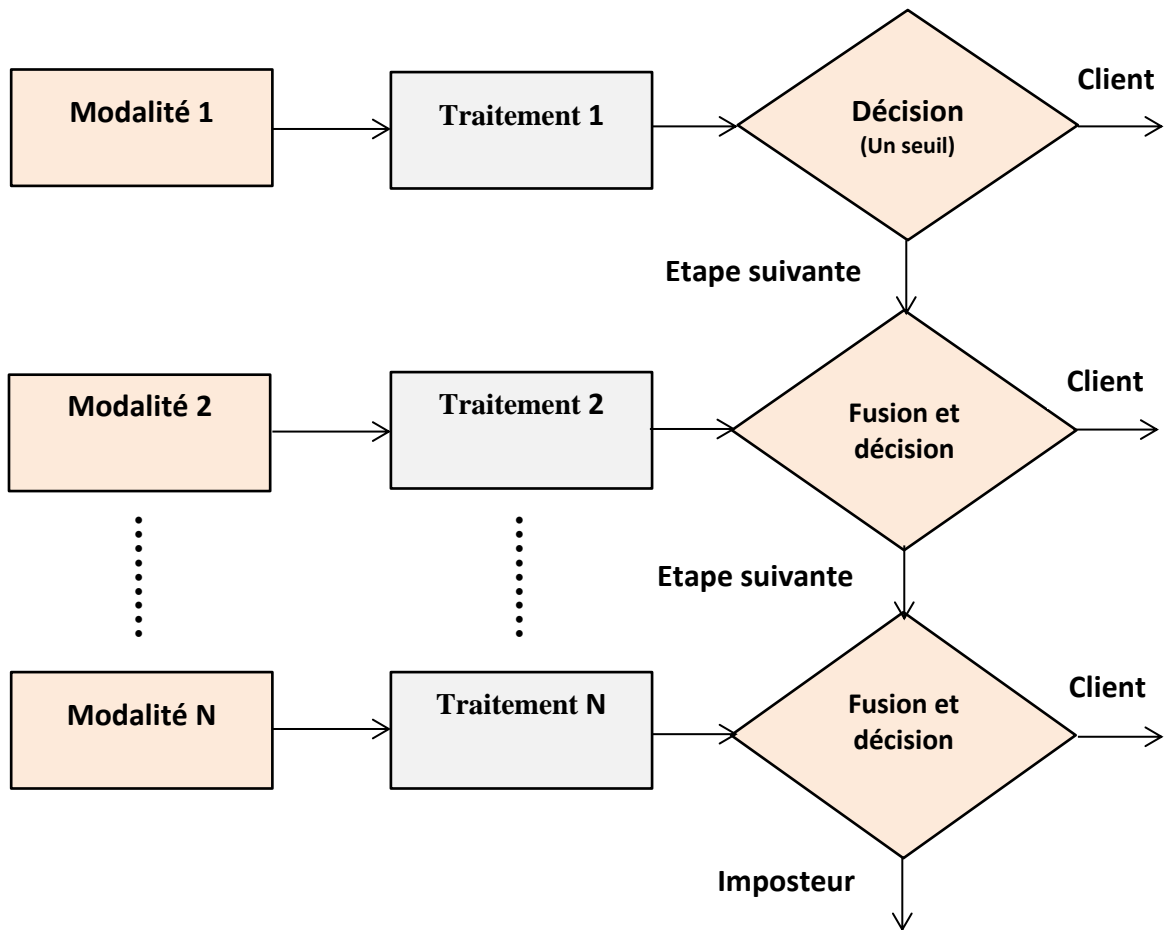 Modalité 1
Traitement 1
Décision
(Un seuil)
Client
Etape suivante
Modalité 2
Traitement 2
Fusion et
décision
Client
Etape suivante
Modalité N
Traitement N
Fusion et
décision
Client
Imposteur